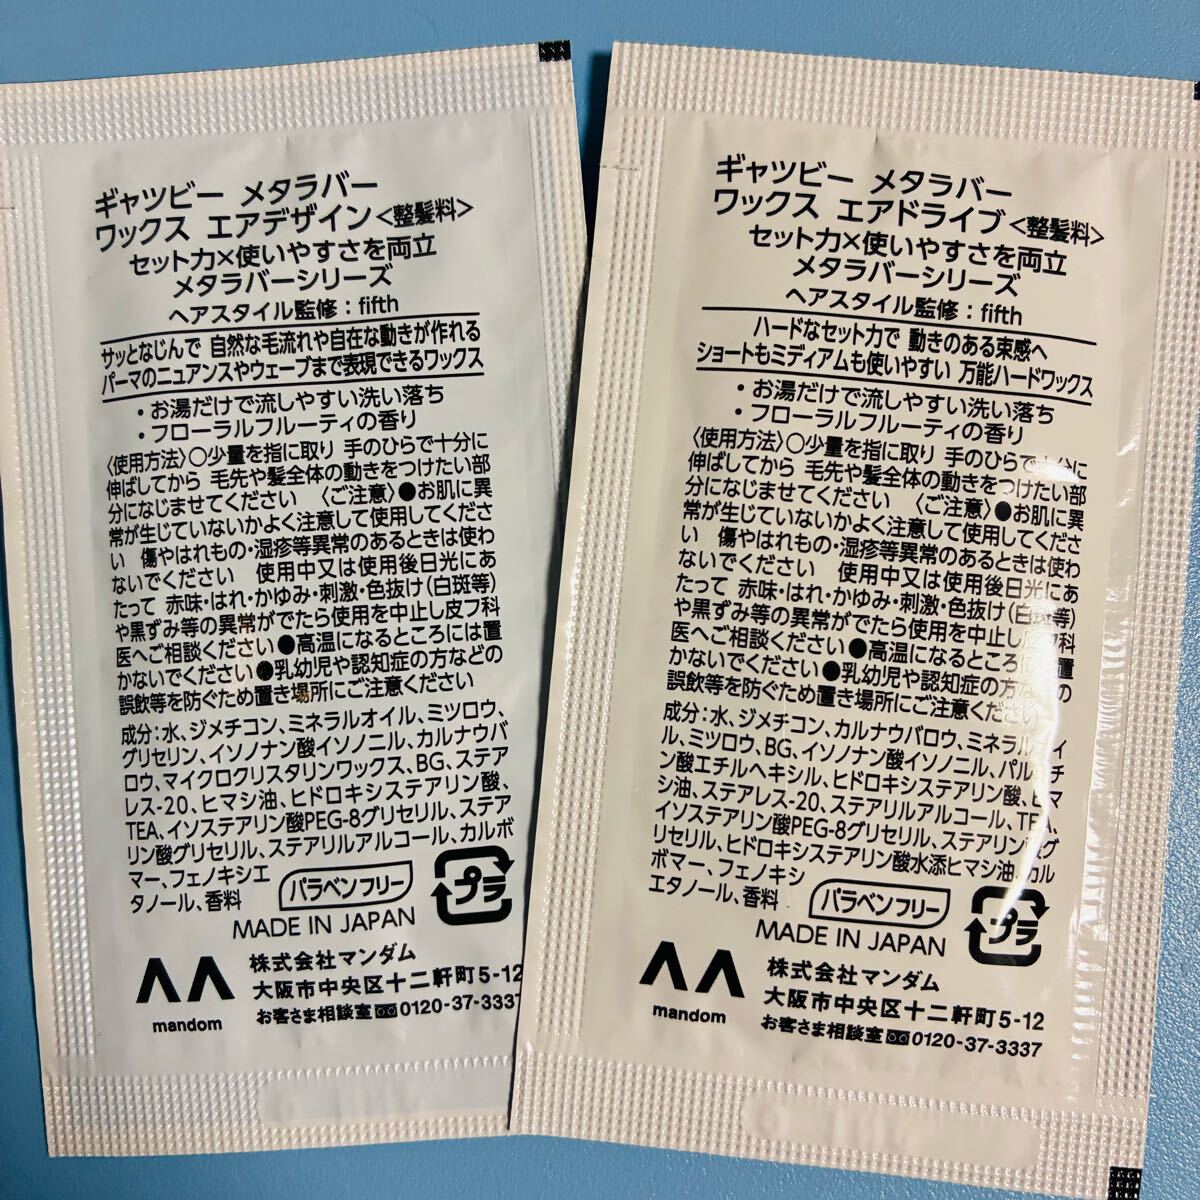 ギャツビー メタラバー
ワックス エアデザイン<整髪料>
セット力×使いやすさを両立
メタラバーシリーズ
ヘアスタイル監修：fifth
サッとなじんで 自然な毛流れや自在な動きが作れる
パーマのニュアンスやウェーブまで表現できるワックス
・お湯だけで流しやすい洗い落ち
・フローラルフルーティの香り
〈使用方法〉○少量を指に取り 手のひらで十分に
伸ばしてから 毛先や髪全体の動きをつけたい部
分になじませてください 〈ご注意〉●お肌に異
常が生じていないかよく注意して使用してくださ
い 傷やはれもの・湿疹等異常のあるときは使わ
ないでください 使用中又は使用後日光にあ
たって 赤味・はれ・かゆみ・刺激・色抜け(白斑等)
や黒ずみ等の異常がでたら使用を中止し皮フ科
医へご相談ください●高温になるところには置
かないでください●乳幼児や認知症の方などの
誤飲等を防ぐため置き場所にご注意ください
成分：水、ジメチコン、ミネラルオイル、ミツロウ、
グリセリン、イソノナン酸イソノニル、カルナウバ
ロウ、マイクロクリスタリンワックス、BG、ステア
レス-20、ヒマシ油、ヒドロキシステアリン酸、
TEA、イソステアリン酸PEG-8グリセリル、ステア
リン酸グリセリル、ステアリルアルコール、カルボ
マー、フェノキシエ
タノール、香料
パラベンフリー
プラ
MADE IN JAPAN
mandom
株式会社マンダム
大阪市中央区十二軒町5-12
お客さま相談室 0120-37-3337
ギャツビー メタラバー
ワックス エアドライブ<整髪料>
セット力×使いやすさを両立
メタラバーシリーズ
ヘアスタイル監修：fifth
ハードなセット力で 動きのある束感へ
ショートもミディアムも使いやすい 万能ハードワックス
・お湯だけで流しやすい洗い落ち
・フローラルフルーティの香り
〈使用方法〉○少量を指に取り 手のひらで十分に
伸ばしてから 毛先や髪全体の動きをつけたい部
分になじませてください 〈ご注意〉●お肌に異
常が生じていないかよく注意して使用してくださ
い 傷やはれもの・湿疹等異常のあるときは使わ
ないでください 使用中又は使用後日光にあ
たって 赤味・はれ・かゆみ・刺激・色抜け(白斑等)
や黒ずみ等の異常がでたら使用を中止し皮フ科
医へご相談ください●高温になるところには置
かないでください●乳幼児や認知症の方などの
誤飲等を防ぐため置き場所にご注意ください
成分：水、ジメチコン、カルナウバロウ、ミネラルオイ
ル、ミツロウ、BG、イソノナン酸イソノニル、パルミチ
ン酸エチルヘキシル、ヒドロキシステアリン酸、ヒマ
シ油、ステアレス-20、ステアリルアルコール、TEA、
イソステアリン酸PEG-8グリセリル、ステアリン酸グ
リセリル、ヒドロキシステアリン酸水添ヒマシ油、カル
ボマー、フェノキシ
エタノール、香料
パラベンフリー
プラ
MADE IN JAPAN
mandom
株式会社マンダム
大阪市中央区十二軒町5-12
お客さま相談室 0120-37-3337